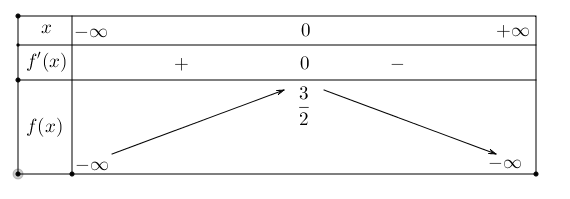 x −∞ 0 +∞
f′(x) + 0 −
f(x) −∞ 3/2 −∞